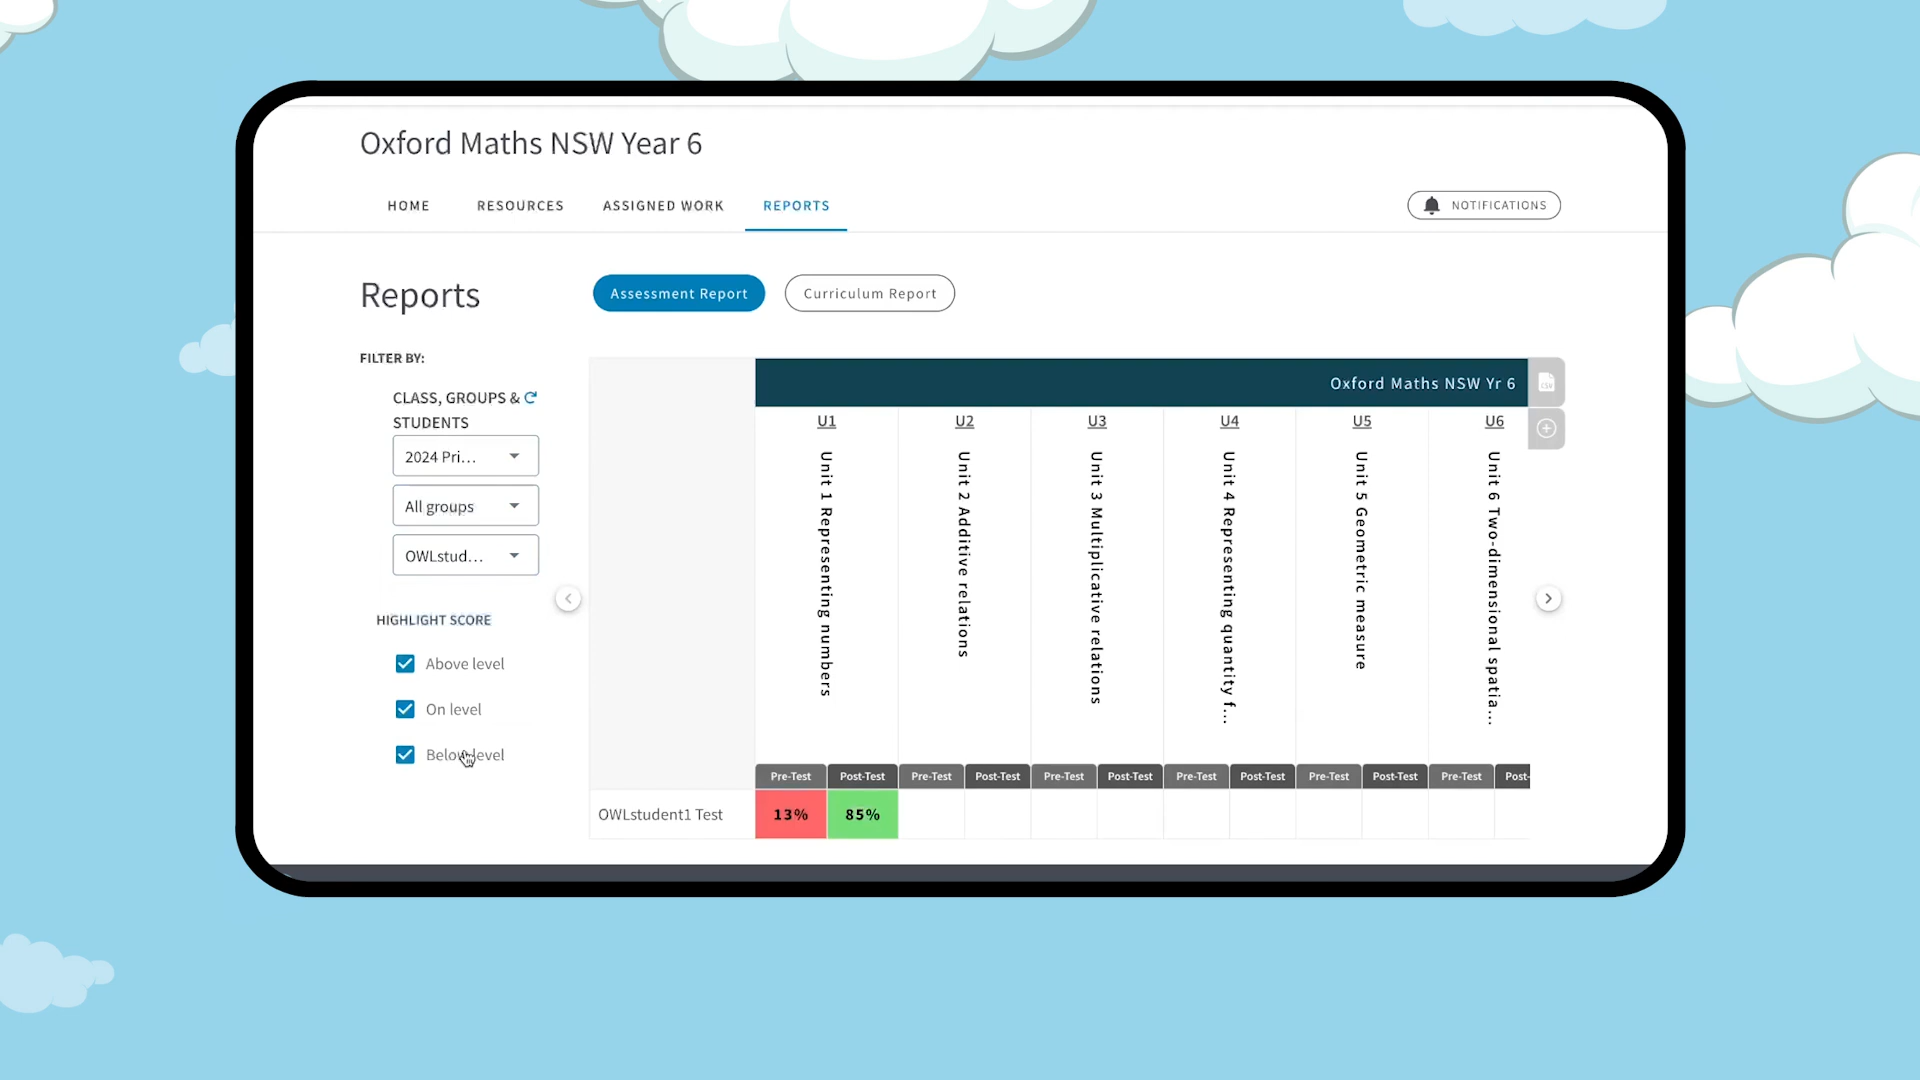 Oxford Maths NSW Year 6
HOME RESOURCES ASSIGNED WORK REPORTS NOTIFICATIONS
Reports
Assessment Report Curriculum Report
FILTER BY:
CLASS, GROUPS &
STUDENTS
2024 Pri...
All groups
OWLstud...
HIGHLIGHT SCORE
Above level
On level
Below level
Oxford Maths NSW Yr 6
CSV
U1 U2 U3 U4 U5 U6
Unit 1 Representing numbers
Unit 2 Additive relations
Unit 3 Multiplicative relations
Unit 4 Representing quantity f...
Unit 5 Geometric measure
Unit 6 Two-dimensional spatia...
Pre-Test Post-Test Pre-Test Post-Test Pre-Test Post-Test Pre-Test Post-Test Pre-Test Post-Test Pre-Test Post-
OWLstudent1 Test 13% 85%